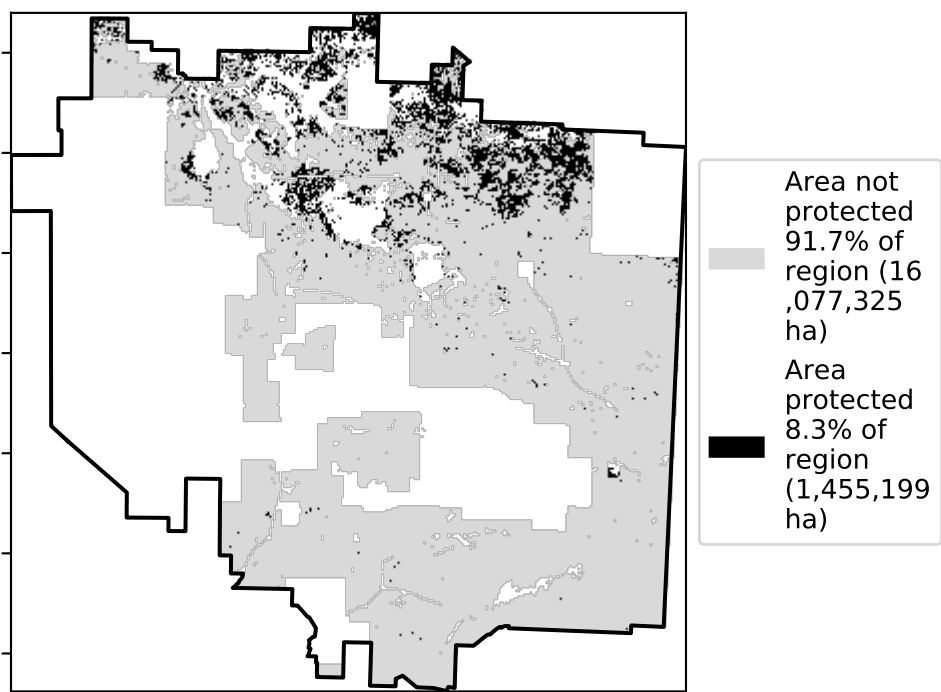 Area not
protected
91.7% of
region (16
,077,325
ha)
Area
protected
8.3% of
region
(1,455,199
ha)